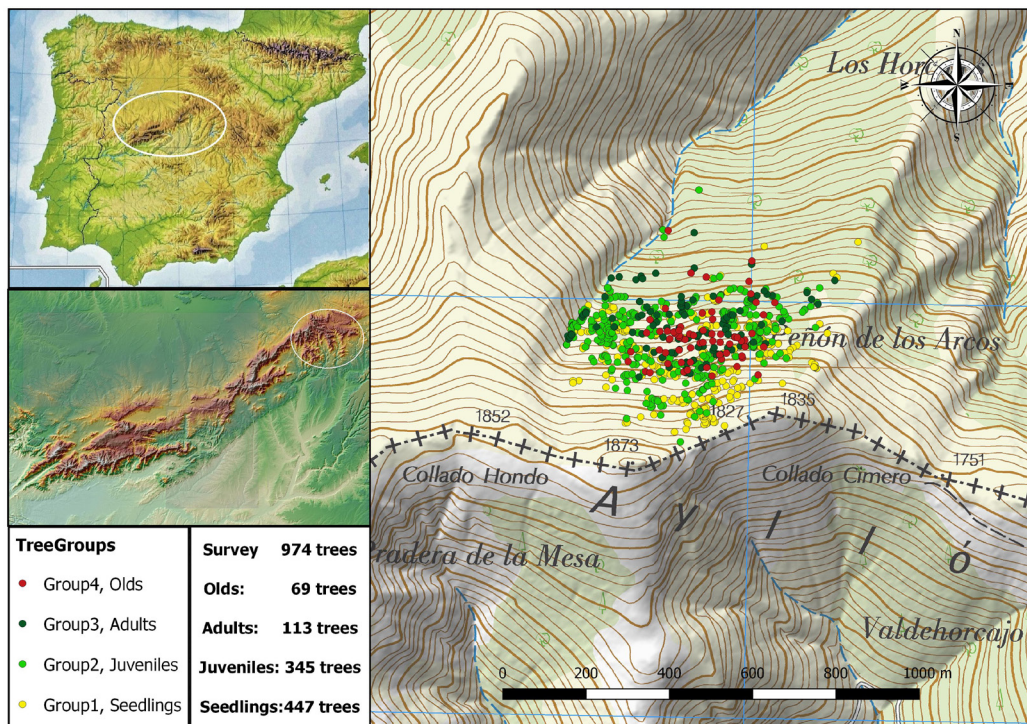 TreeGroups
Group4, Olds
Group3, Adults
Group2, Juveniles
Group1, Seedlings
Survey 974 trees
Olds: 69 trees
Adults: 113 trees
Juveniles: 345 trees
Seedlings: 447 trees
Los
N
W
S
eñón de los Arcos
1852
1873
1827
1835
1751
Collado Hondo
Collado Cimero
A y l l ó
radera de la Mesa
Valdehorcajo
0 200 400 600 800 1000 m